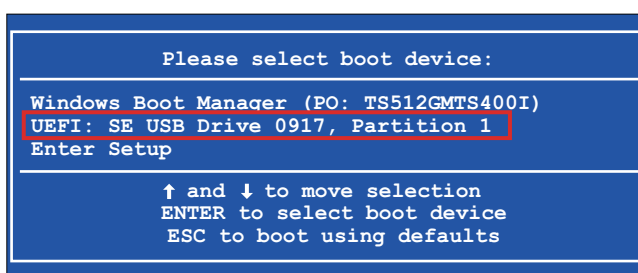 Please select boot device:
Windows Boot Manager (PO: TS512GMTS400I)
UEFI: SE USB Drive 0917, Partition 1
Enter Setup
↑ and ↓ to move selection
ENTER to select boot device
ESC to boot using defaults